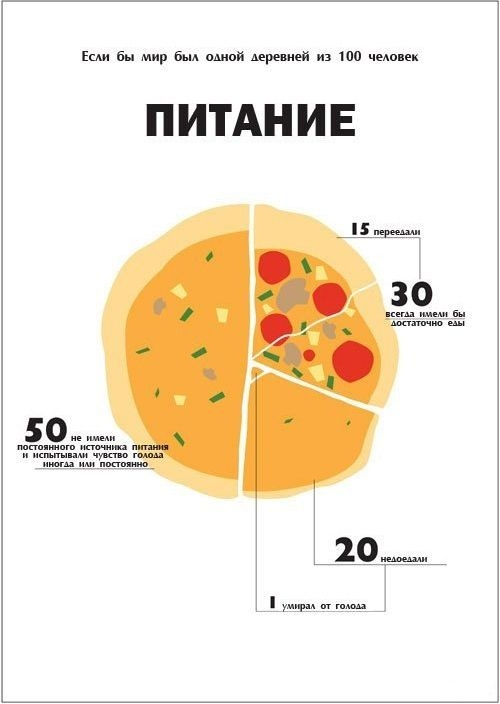 Если бы мир был одной деревней из 100 человек
ПИТАНИЕ
15 переедали
30
всегда имели бы
достаточно еды
50 не имели
постоянного источника питания
и испытывали чувство голода
иногда или постоянно
20 недоедали
1 умирал от голода